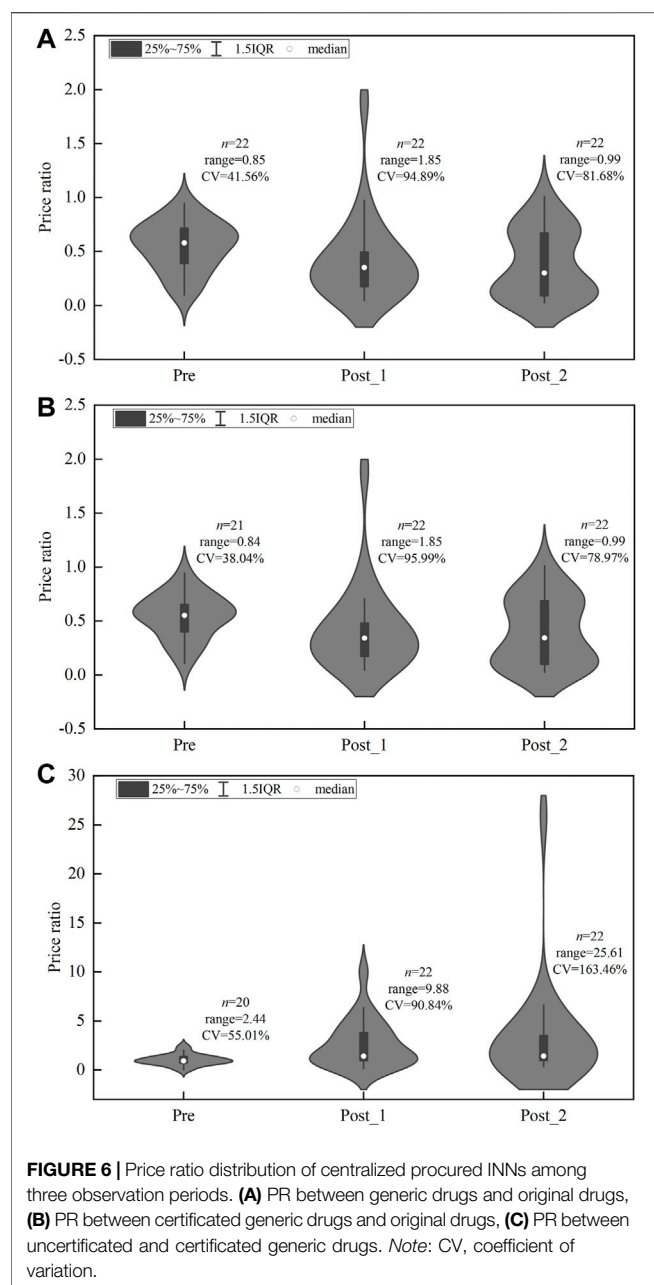 A
25%~75% 1.5IQR median
2.5
2.0
1.5
1.0
0.5
0.0
-0.5
Price ratio
n=22
range=0.85
CV=41.56%
n=22
range=1.85
CV=94.89%
n=22
range=0.99
CV=81.68%
Pre Post_1 Post_2
B
25%~75% 1.5IQR median
2.5
2.0
1.5
1.0
0.5
0.0
-0.5
Price ratio
n=21
range=0.84
CV=38.04%
n=22
range=1.85
CV=95.99%
n=22
range=0.99
CV=78.97%
Pre Post_1 Post_2
C
25%~75% 1.5IQR median
30
25
20
15
10
5
0
Price ratio
n=20
range=2.44
CV=55.01%
n=22
range=9.88
CV=90.84%
n=22
range=25.61
CV=163.46%
Pre Post_1 Post_2
FIGURE 6 | Price ratio distribution of centralized procured INNs among
three observation periods. (A) PR between generic drugs and original drugs,
(B) PR between certificated generic drugs and original drugs, (C) PR between
uncertificated and certificated generic drugs. Note: CV, coefficient of
variation.